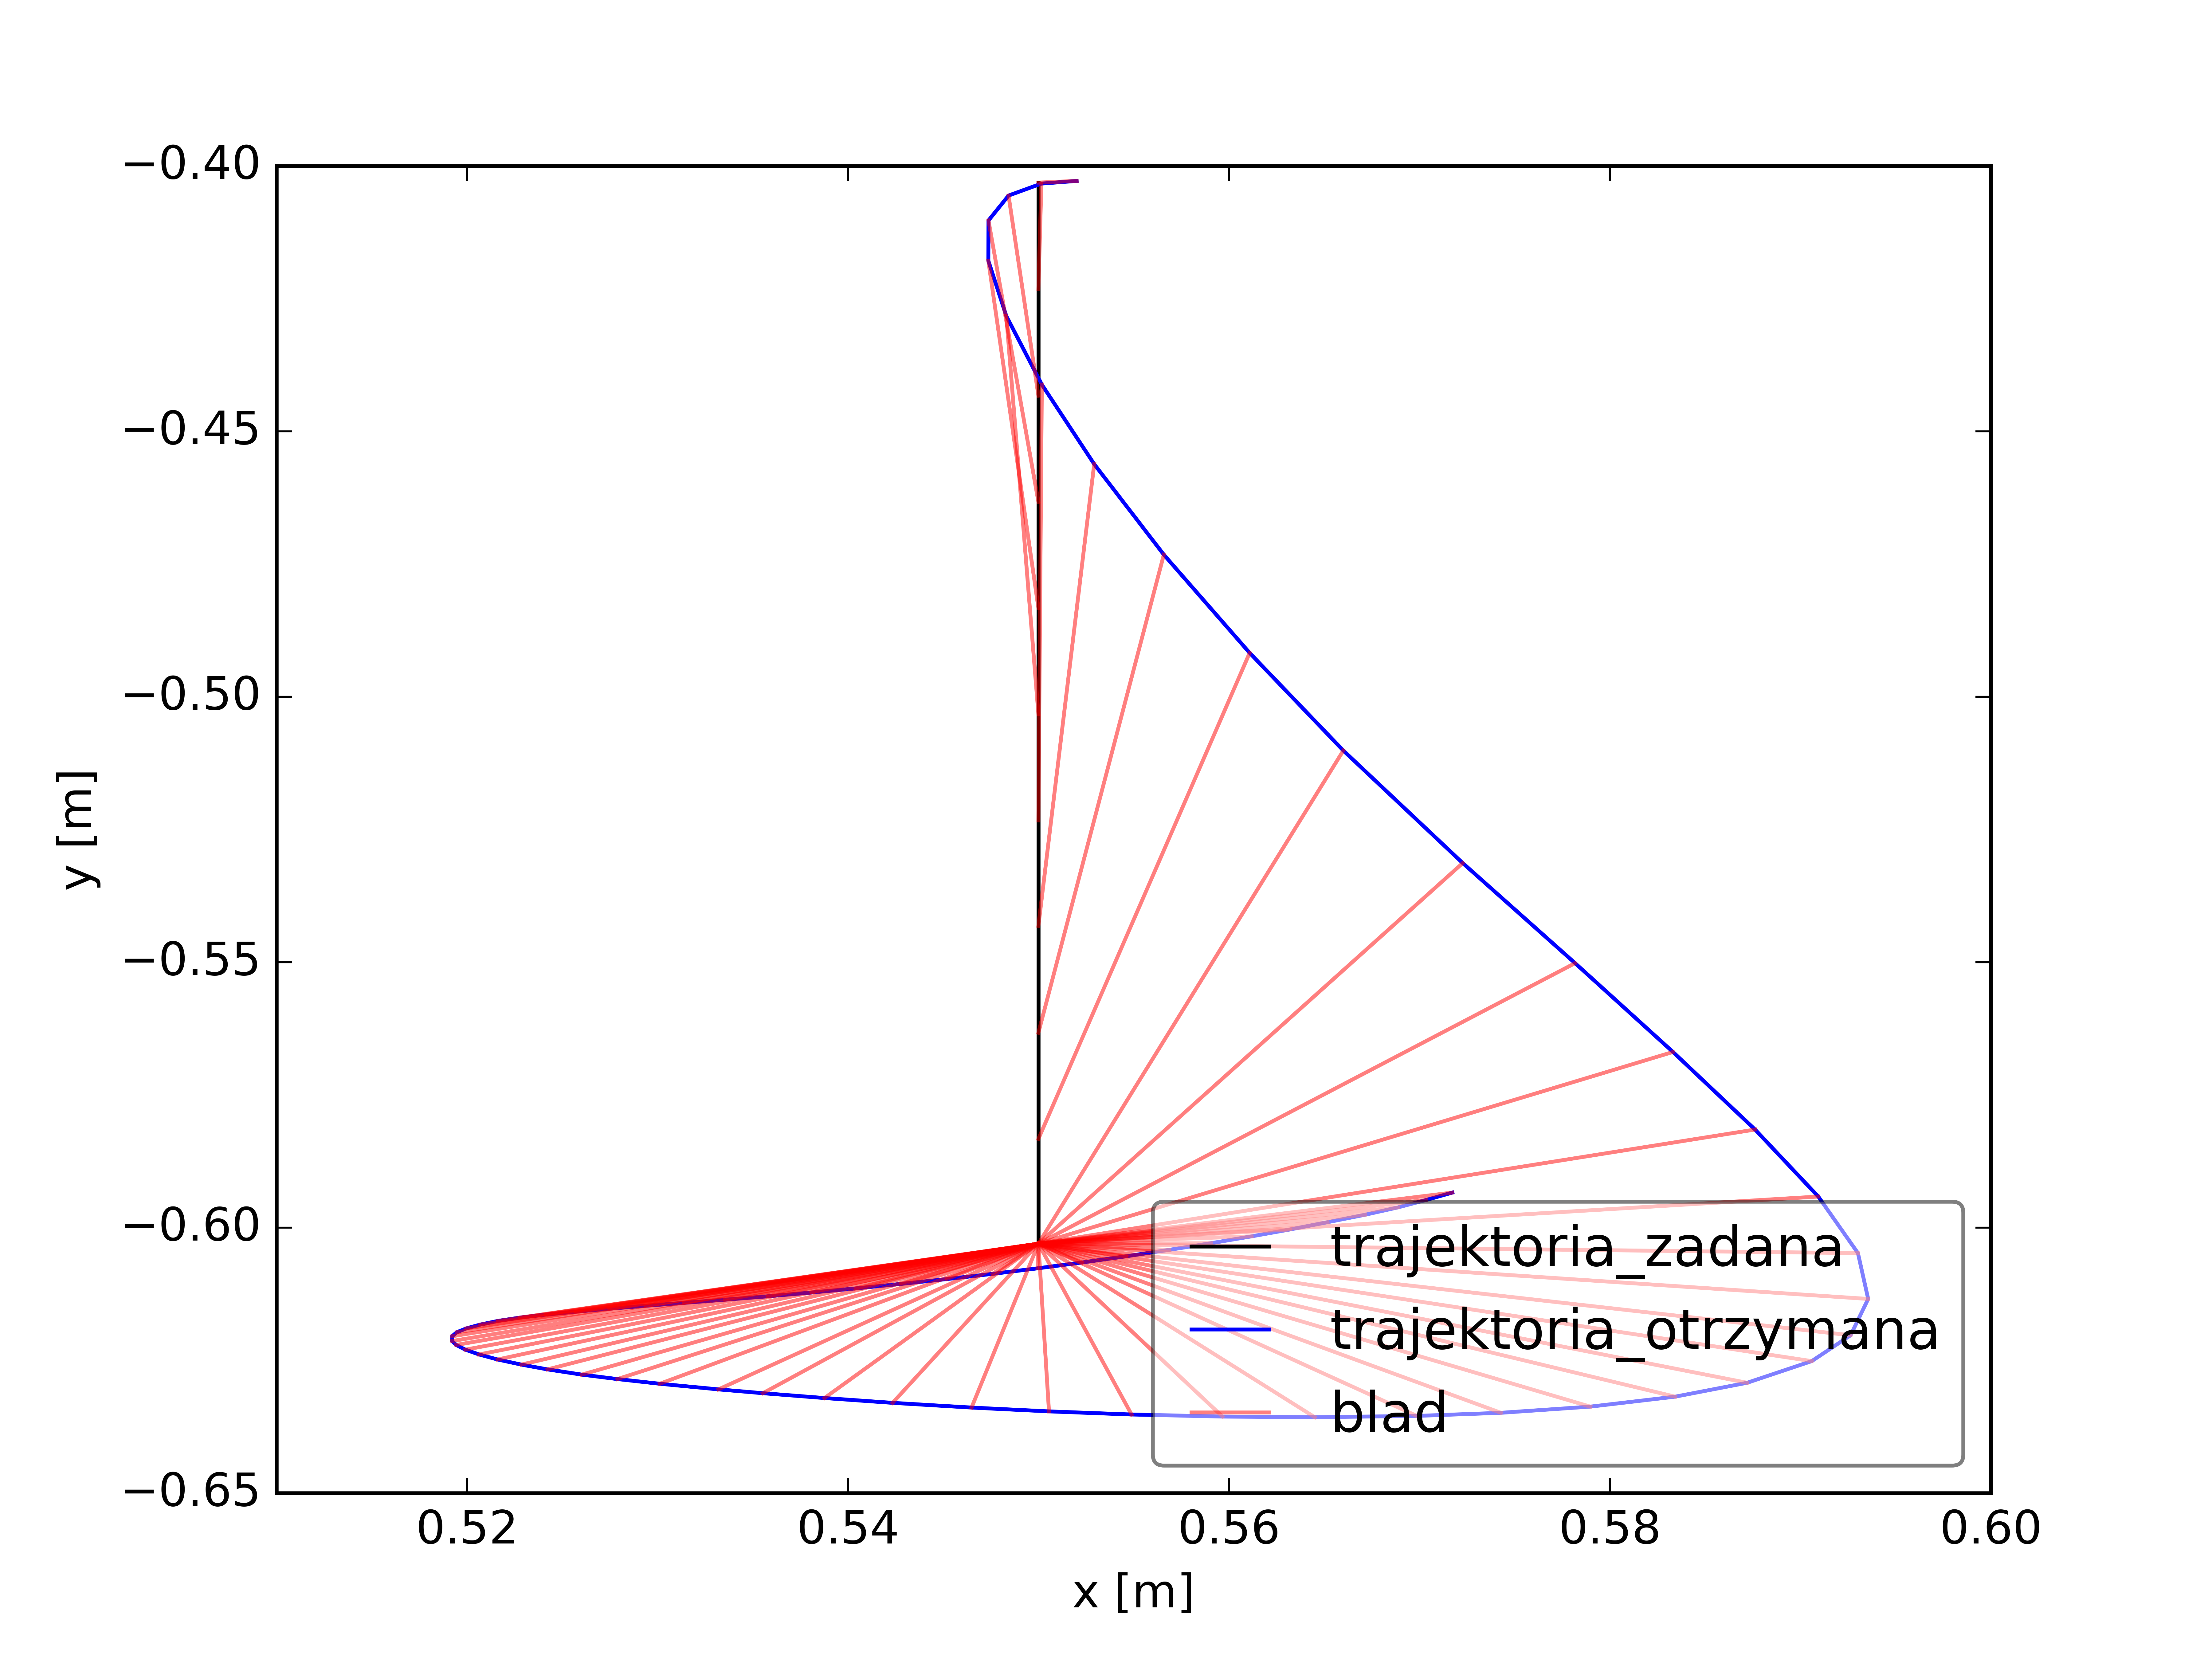 −0.40
−0.45
−0.50
−0.55
−0.60
−0.65
y [m]
trajektoria_zadana
trajektoria_otrzymana
blad
0.52 0.54 0.56 0.58 0.60
x [m]